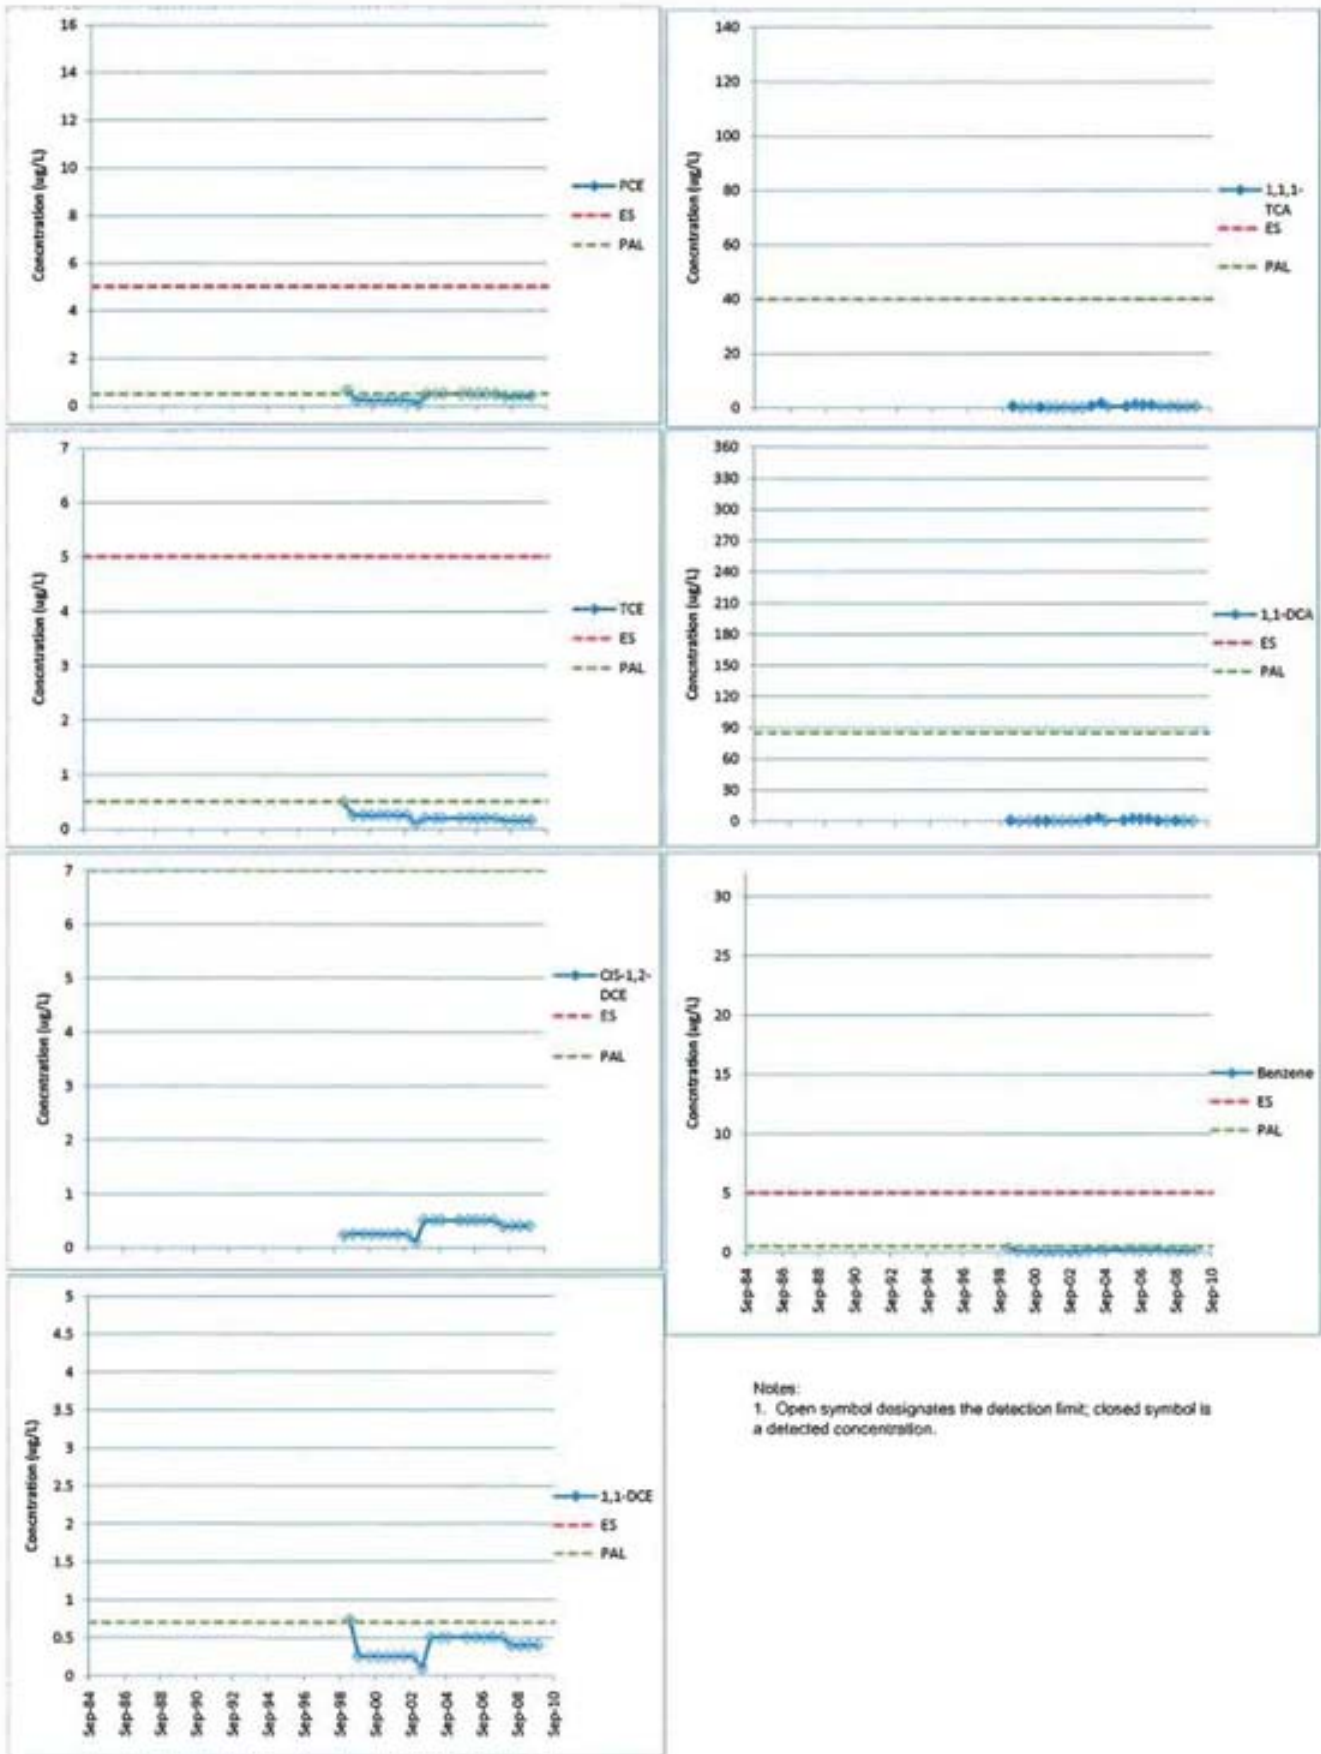 16
14
12
10
8
6
4
2
0
Concntration (ug/L)
PCE
ES
PAL
140
120
100
80
60
40
20
0
Concntration (ug/L)
1,1,1-
TCA
ES
PAL
7
6
5
4
3
2
1
0
Concntration (ug/L)
TCE
ES
PAL
360
330
300
270
240
210
180
150
120
90
60
30
0
Concntration (ug/L)
1,1-DCA
ES
PAL
7
6
5
4
3
2
1
0
Concntration (ug/L)
CIS-1,2-
DCE
ES
PAL
30
25
20
15
10
5
0
Concntration (ug/L)
Benzene
ES
PAL
Sep-84
Sep-86
Sep-88
Sep-90
Sep-92
Sep-94
Sep-96
Sep-98
Sep-00
Sep-02
Sep-04
Sep-06
Sep-08
Sep-10
5
4.5
4
3.5
3
2.5
2
1.5
1
0.5
0
Concntration (ug/L)
1,1-DCE
ES
PAL
Sep-84
Sep-86
Sep-88
Sep-90
Sep-92
Sep-94
Sep-96
Sep-98
Sep-00
Sep-02
Sep-04
Sep-06
Sep-08
Sep-10
Notes:
1. Open symbol designates the detection limit; closed symbol is
a detected concentration.